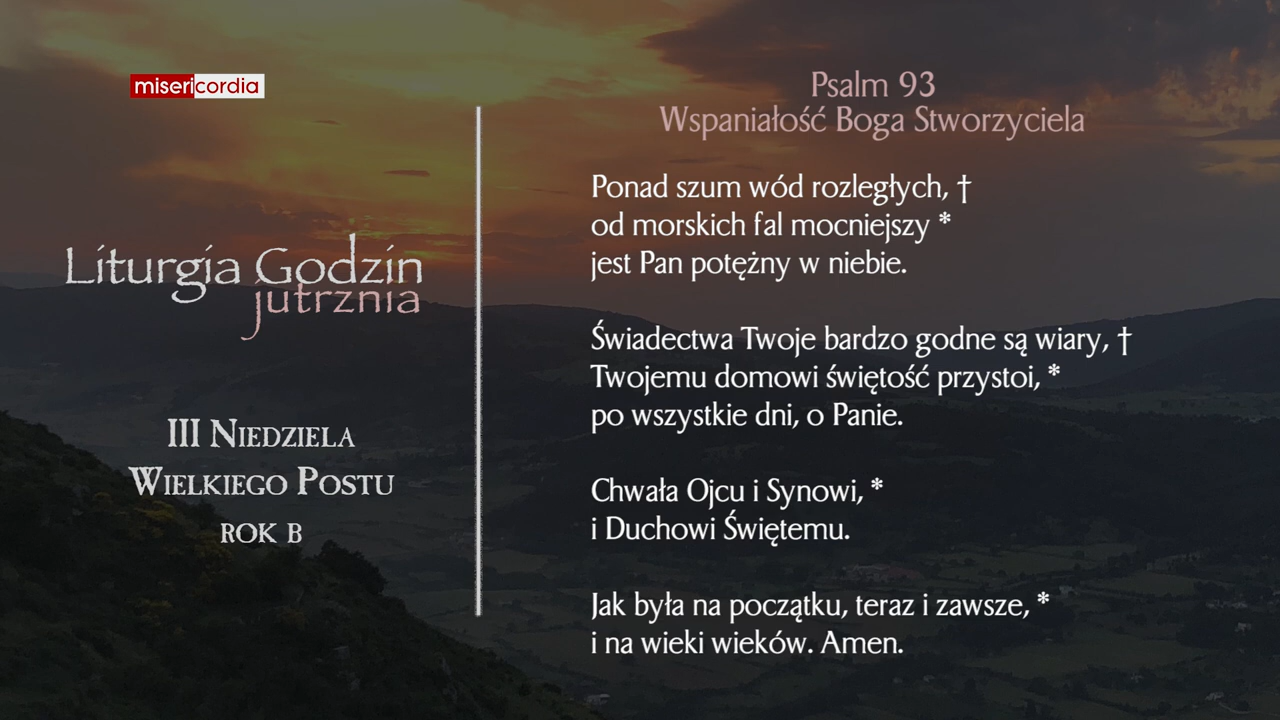 misericordia
Liturgia Godzin
jutrznia
III Niedziela
Wielkiego Postu
rok B
Psalm 93
Wspaniałość Boga Stworzyciela
Ponad szum wód rozległych, †
od morskich fal mocniejszy *
jest Pan potężny w niebie.
Świadectwa Twoje bardzo godne są wiary, †
Twojemu domowi świętość przystoi, *
po wszystkie dni, o Panie.
Chwała Ojcu i Synowi, *
i Duchowi Świętemu.
Jak była na początku, teraz i zawsze, *
i na wieki wieków. Amen.